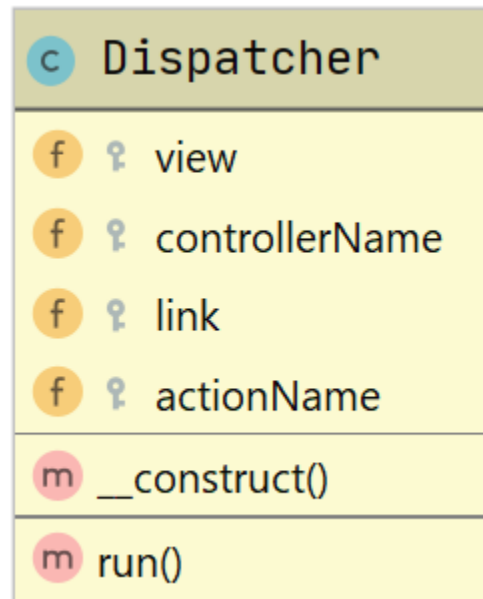 c Dispatcher
f view
f controllerName
f link
f actionName
m __construct()
m run()